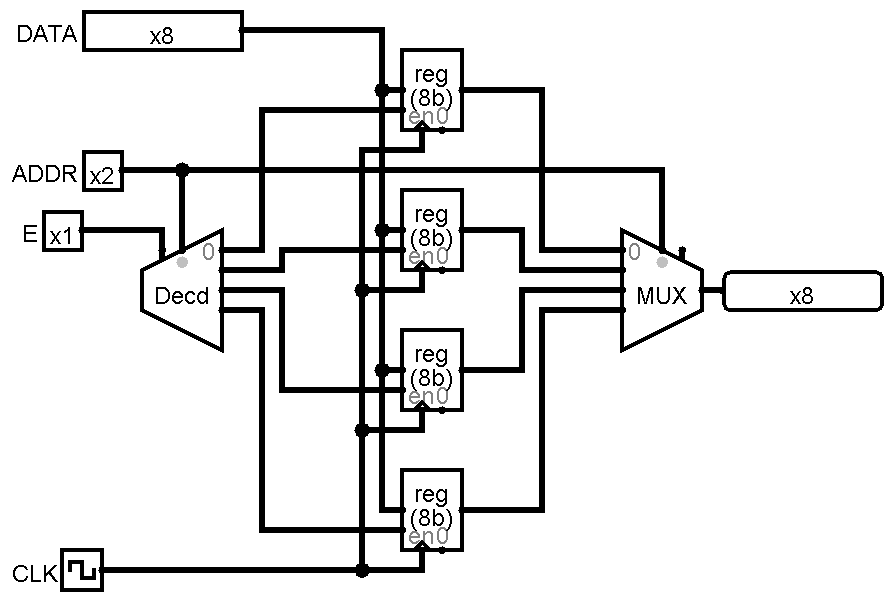 DATA
x8
reg
(8b)
en0
ADDR
x2
E
x1
0
Decd
reg
(8b)
en0
0
MUX
x8
reg
(8b)
en0
reg
(8b)
en0
CLK